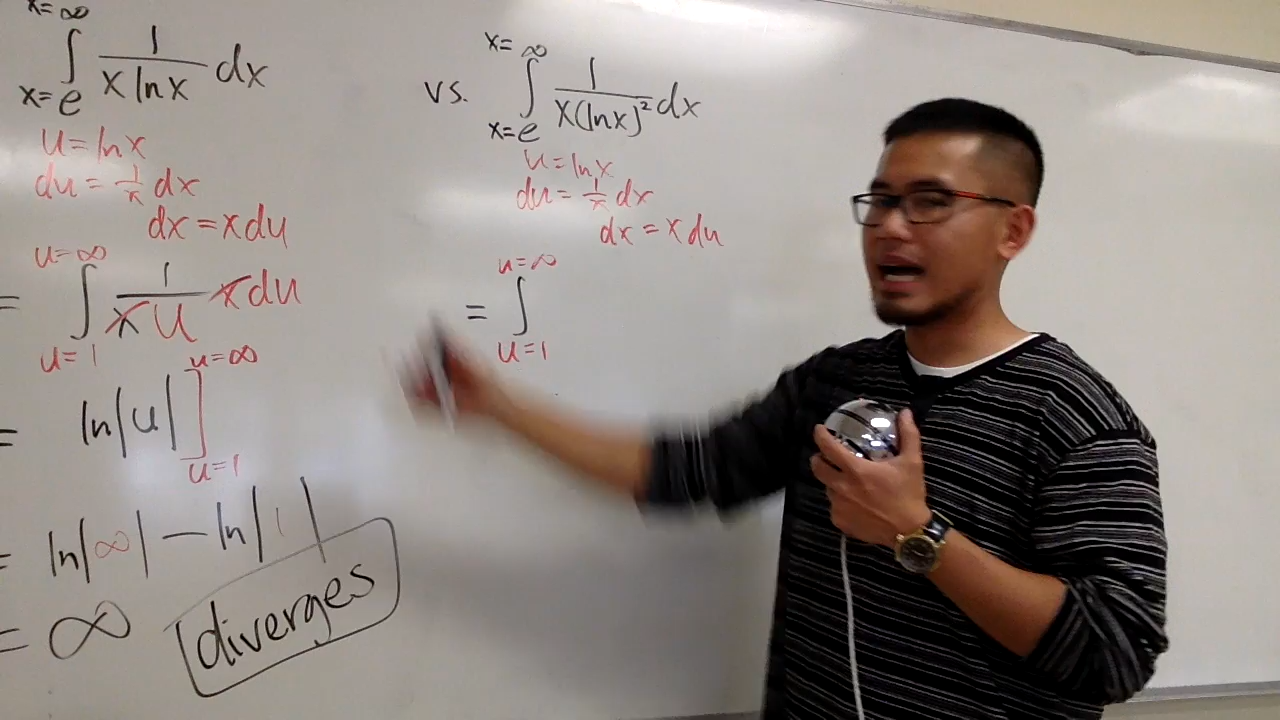 x=∞
∫ 1/(x ln x) dx
x=e
u = ln x
du = 1/x dx
dx = x du
u=∞
= ∫ 1/(x u) x du
u=1
= ln|u| ] u=∞
u=1
= ln|∞| - ln|1|
= ∞ diverges
vs.
x=∞
∫ 1/(x(ln x)²) dx
x=e
u = ln x
du = 1/x dx
dx = x du
u=∞
= ∫
u=1